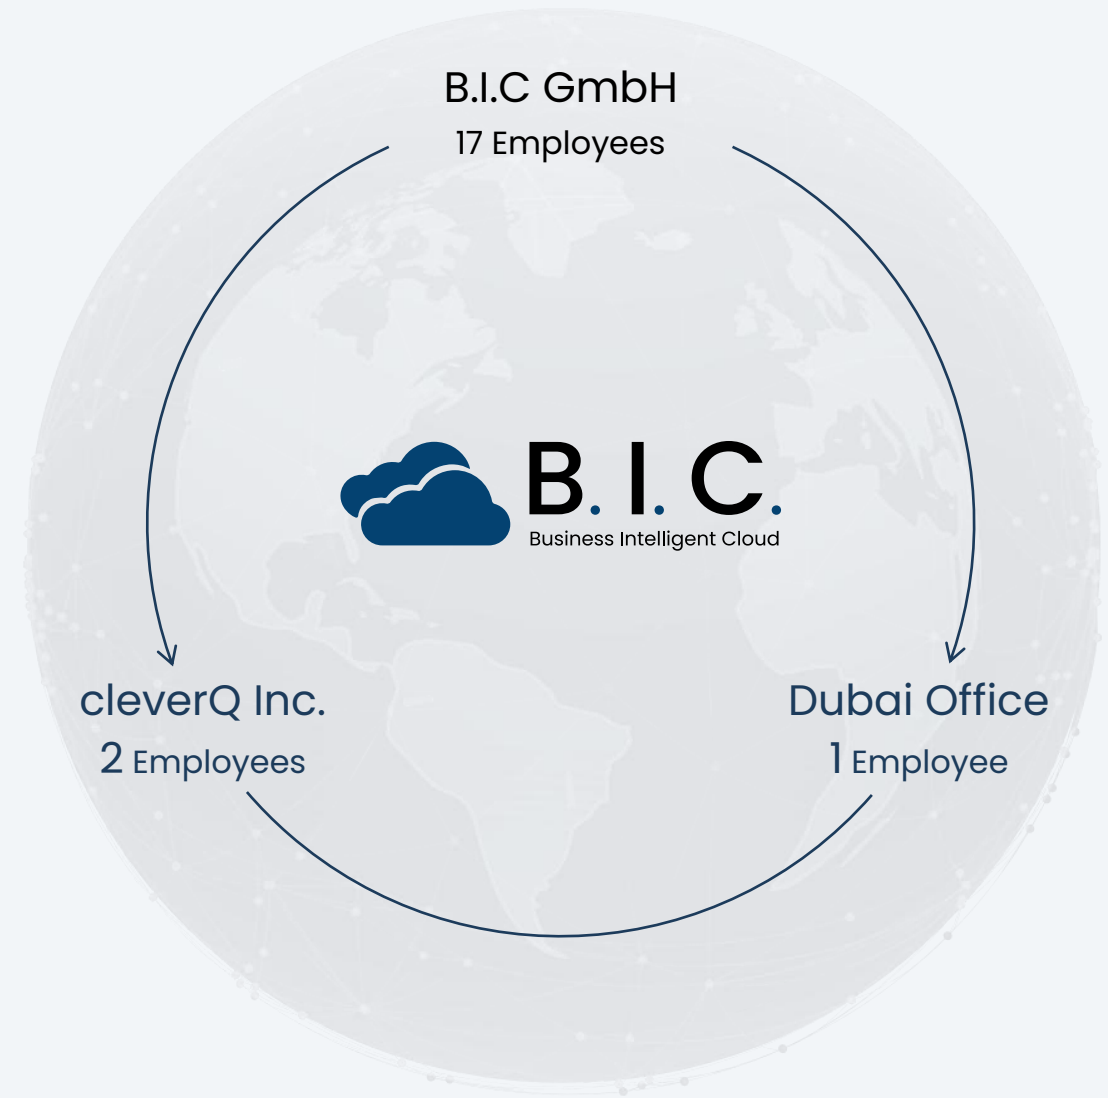 B.I.C GmbH
17 Employees
B. I. C.
Business Intelligent Cloud
cleverQ Inc.
2 Employees
Dubai Office
1 Employee